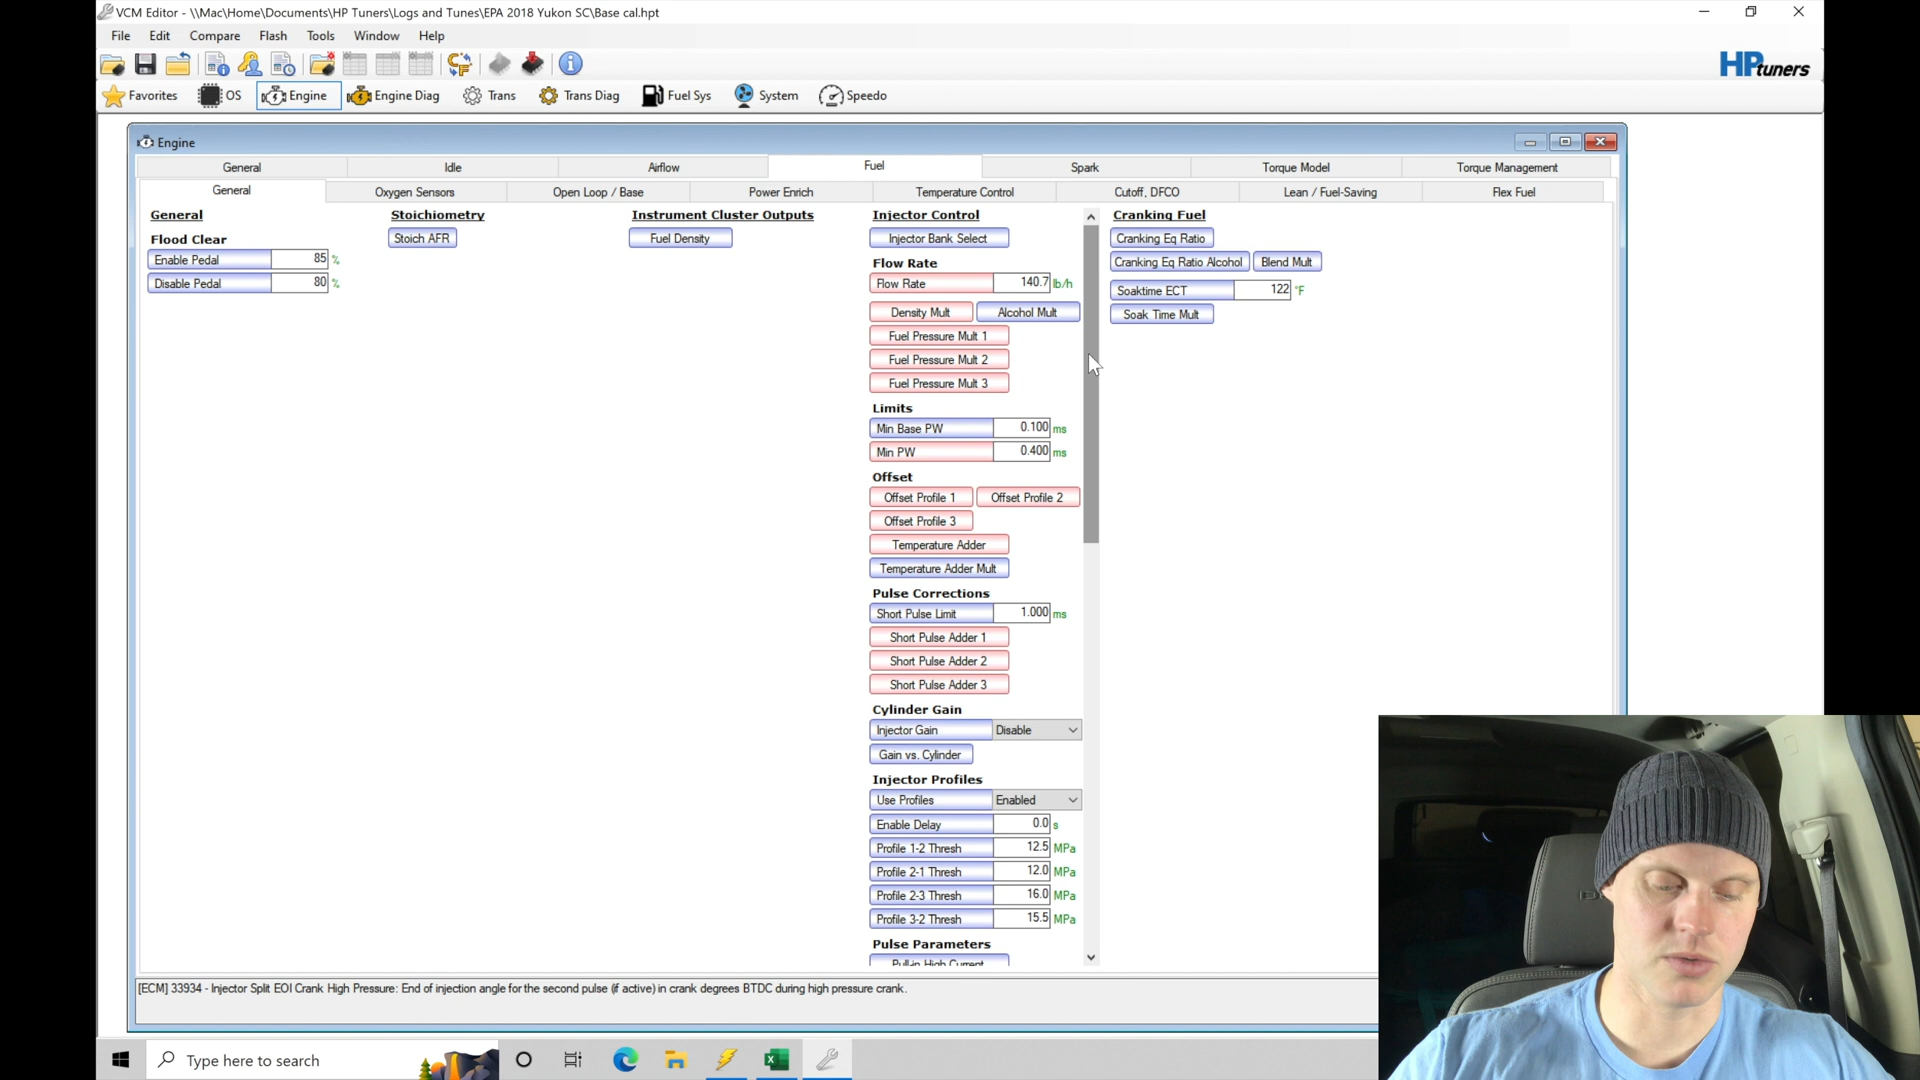 VCM Editor - \\Mac\Home\Documents\HP Tuners\Logs and Tunes\EPA 2018 Yukon SC\Base cal.hpt
File Edit Compare Flash Tools Window Help
HPtuners
Favorites OS Engine Engine Diag Trans Trans Diag Fuel Sys System Speedo
Engine
General Idle Airflow Fuel Spark Torque Model Torque Management
General Oxygen Sensors Open Loop / Base Power Enrich Temperature Control Cutoff, DFCO Lean / Fuel-Saving Flex Fuel
General
Flood Clear
Enable Pedal 85 %
Disable Pedal 80 %
Stoichiometry
Stoich AFR
Instrument Cluster Outputs
Fuel Density
Injector Control
Injector Bank Select
Flow Rate
Flow Rate 140.7 lb/h
Density Mult Alcohol Mult
Fuel Pressure Mult 1
Fuel Pressure Mult 2
Fuel Pressure Mult 3
Limits
Min Base PW 0.100 ms
Min PW 0.400 ms
Offset
Offset Profile 1 Offset Profile 2
Offset Profile 3
Temperature Adder
Temperature Adder Mult
Pulse Corrections
Short Pulse Limit 1.000 ms
Short Pulse Adder 1
Short Pulse Adder 2
Short Pulse Adder 3
Cylinder Gain
Injector Gain Disable
Gain vs. Cylinder
Injector Profiles
Use Profiles Enabled
Enable Delay 0.0 s
Profile 1-2 Thresh 12.5 MPa
Profile 2-1 Thresh 12.0 MPa
Profile 2-3 Thresh 16.0 MPa
Profile 3-2 Thresh 15.5 MPa
Pulse Parameters
Pull-in High Current
Cranking Fuel
Cranking Eq Ratio
Cranking Eq Ratio Alcohol Blend Mult
Soaktime ECT 122 °F
Soak Time Mult
[ECM] 33934 - Injector Split EOI Crank High Pressure: End of injection angle for the second pulse (if active) in crank degrees BTDC during high pressure crank.
Type here to search